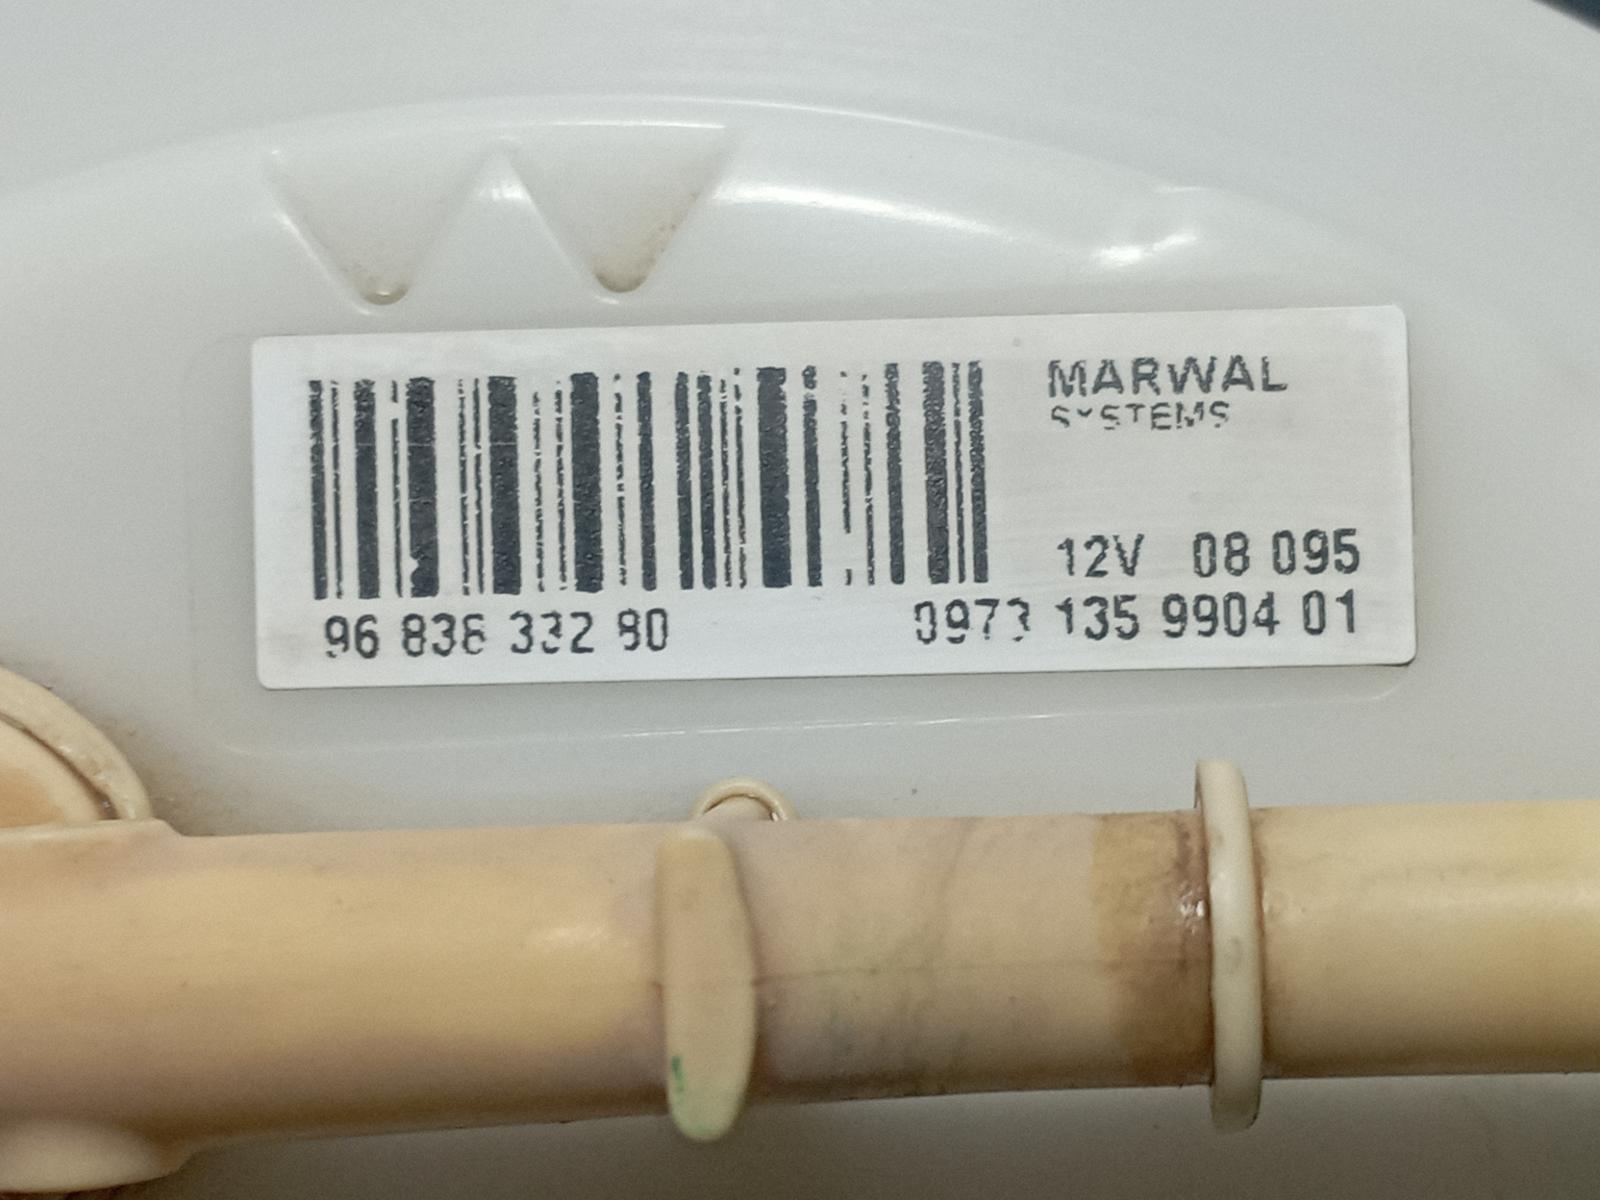 MARWAL
SYSTEMS
12V 08 095
96 836 332 80
0973 135 9904 01